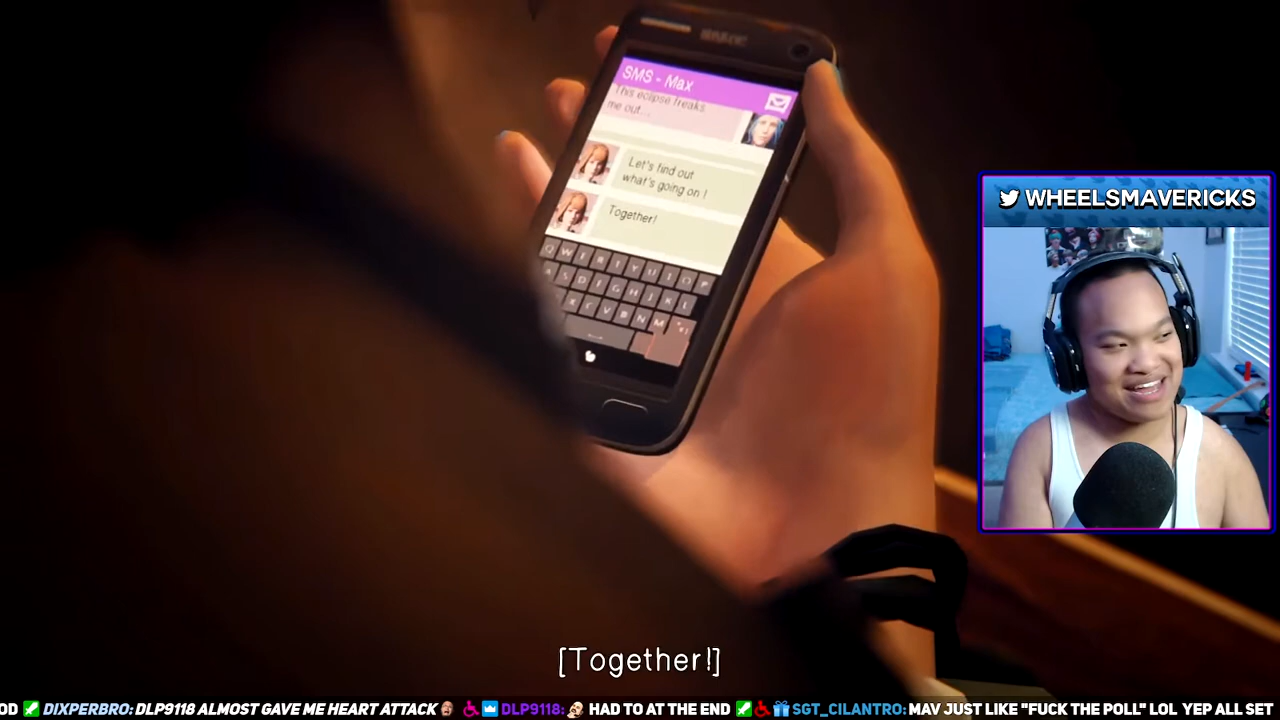 SMS - Max
This eclipse freaks
me out...
Let's find out
what's going on !
Together!
Q W E R T Y U I O P
A S D F G H J K L
X C V B N M
WHEELSMAVERICKS
[Together!]
OD DIXPERBRO: DLP9118 ALMOST GAVE ME HEART ATTACK DLP9118: HAD TO AT THE END SGT_CILANTRO: MAV JUST LIKE "FUCK THE POLL" LOL YEP ALL SET